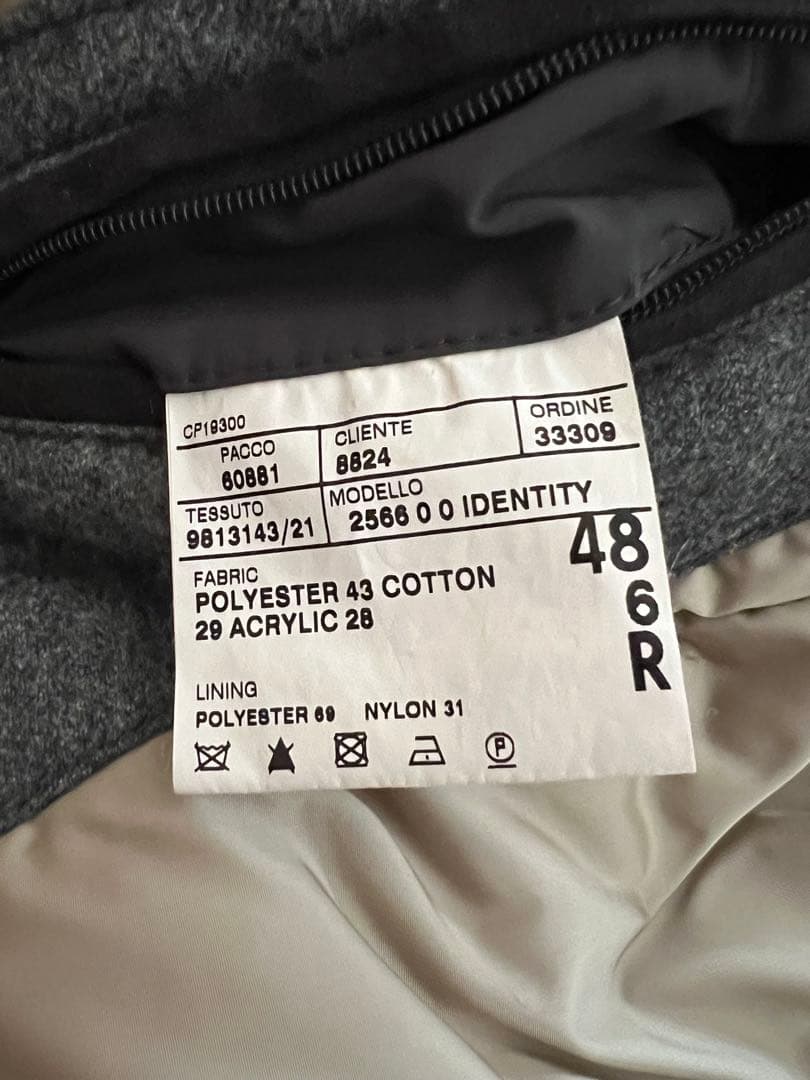 CP19300
PACCO
60881
CLIENTE
8824
ORDINE
33309
TESSUTO
9813143/21
MODELLO
2566 0 0 IDENTITY
48
6
R
FABRIC
POLYESTER 43 COTTON
29 ACRYLIC 28
LINING
POLYESTER 69 NYLON 31
P